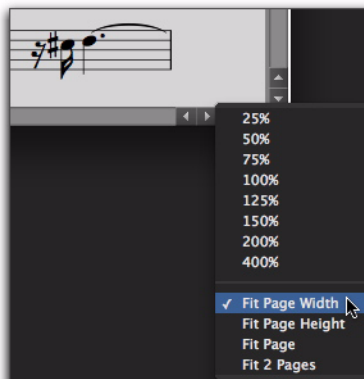 25%
50%
75%
100%
125%
150%
200%
400%
✓ Fit Page Width
Fit Page Height
Fit Page
Fit 2 Pages